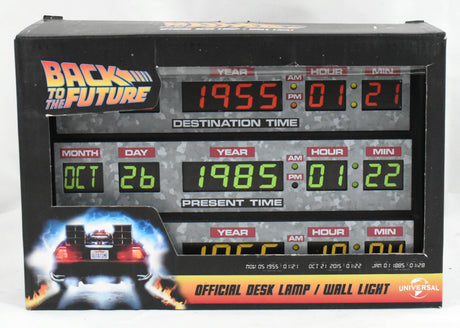 BACK
TO THE
FUTURE
YEAR AM HOUR MIN
1955 PM 01 21
DESTINATION TIME
MONTH DAY YEAR AM HOUR MIN
OCT 26 1985 PM 01 22
PRESENT TIME
YEAR AM HOUR MIN
NOV 05 1955 / 01:21 OCT 21 2015 / 01:22 JAN 01 1885 / 01:28
OFFICIAL DESK LAMP / WALL LIGHT
UNIVERSAL
OUTATIME